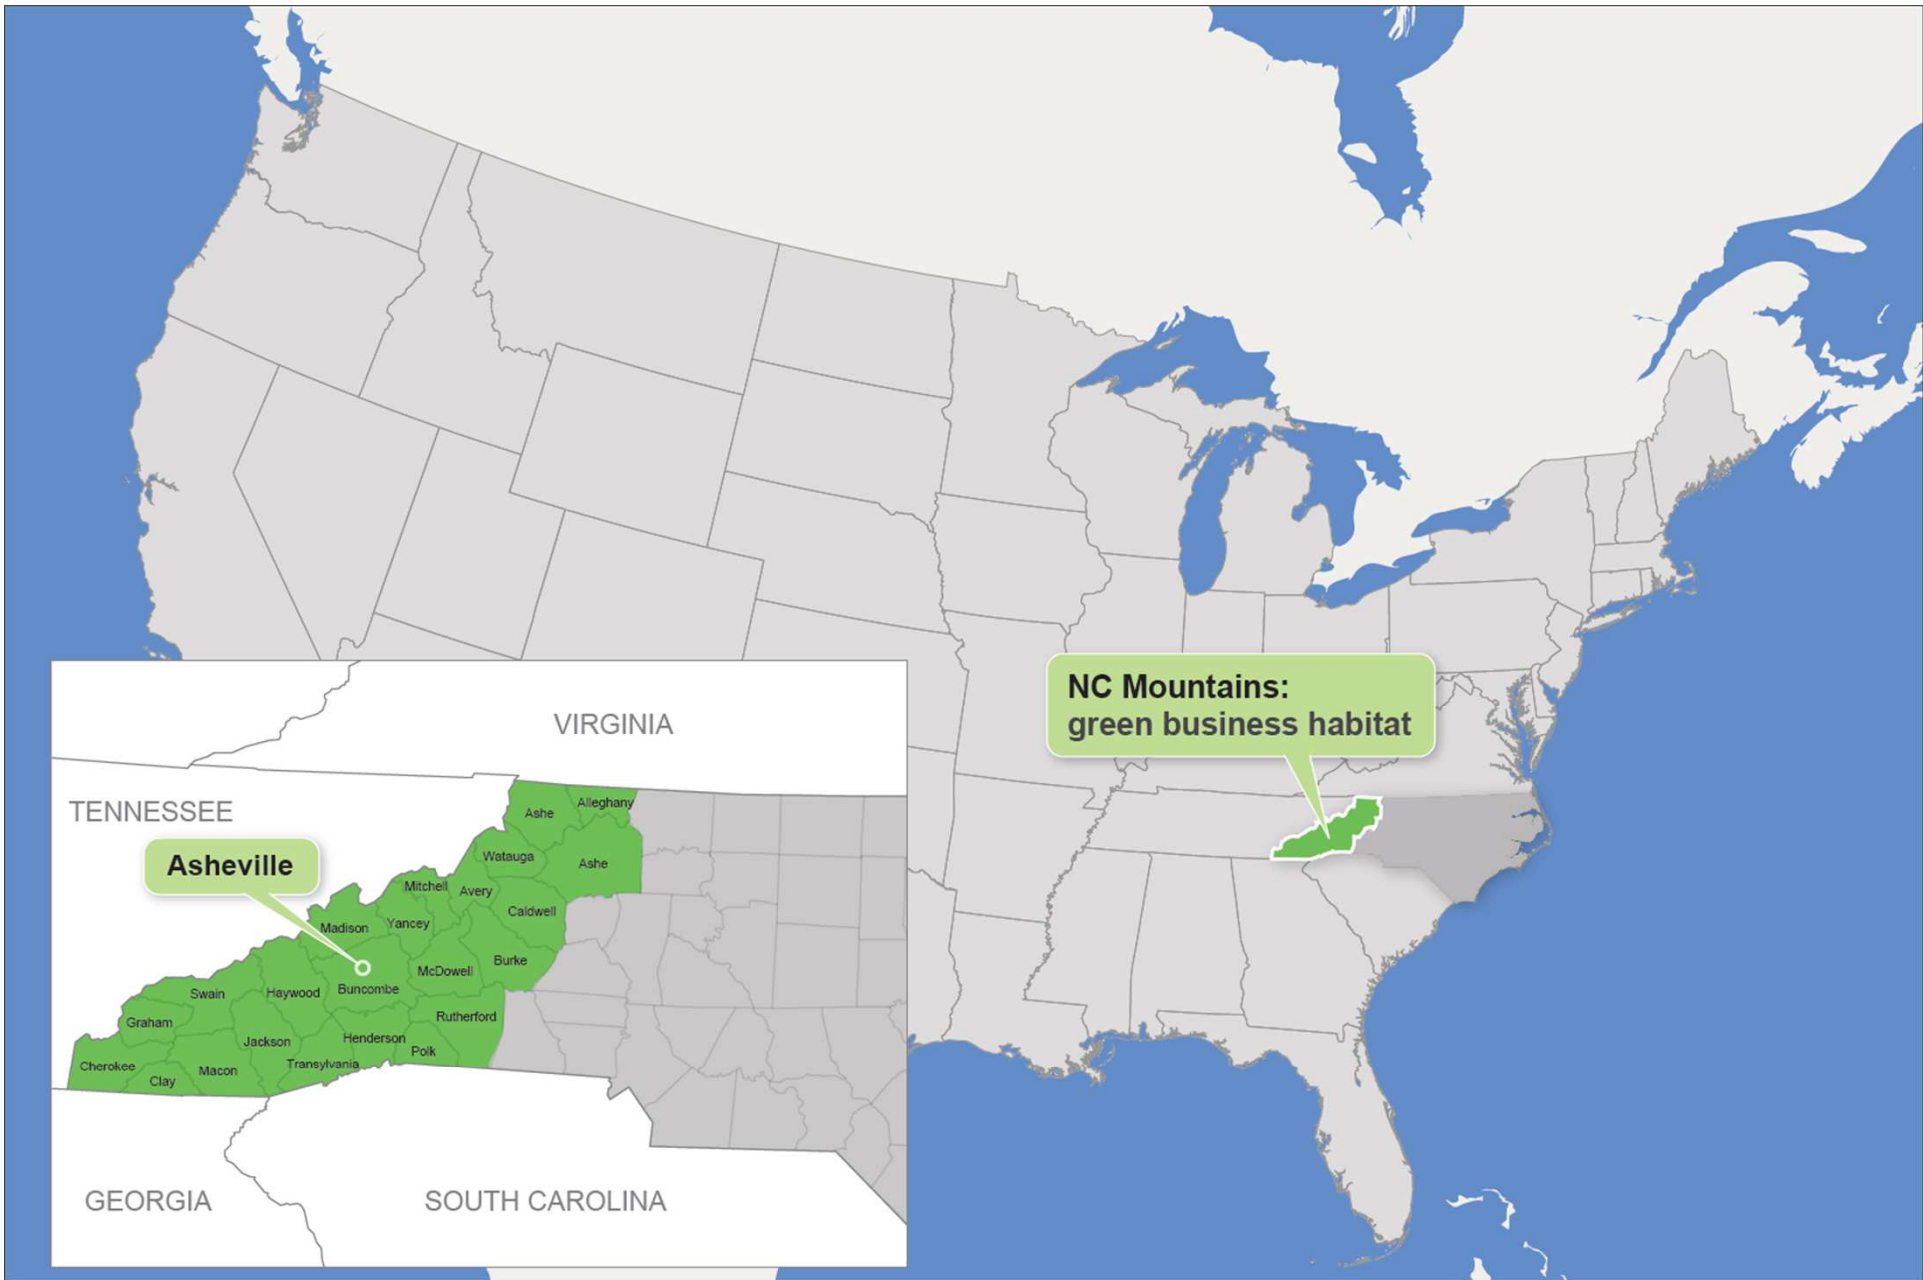 NC Mountains:
green business habitat
VIRGINIA
TENNESSEE
Asheville
Ashe
Alleghany
Watauga
Ashe
Mitchell
Avery
Caldwell
Madison
Yancey
Burke
McDowell
Buncombe
Haywood
Swain
Rutherford
Graham
Henderson
Jackson
Polk
Transylvania
Cherokee
Macon
Clay
GEORGIA
SOUTH CAROLINA